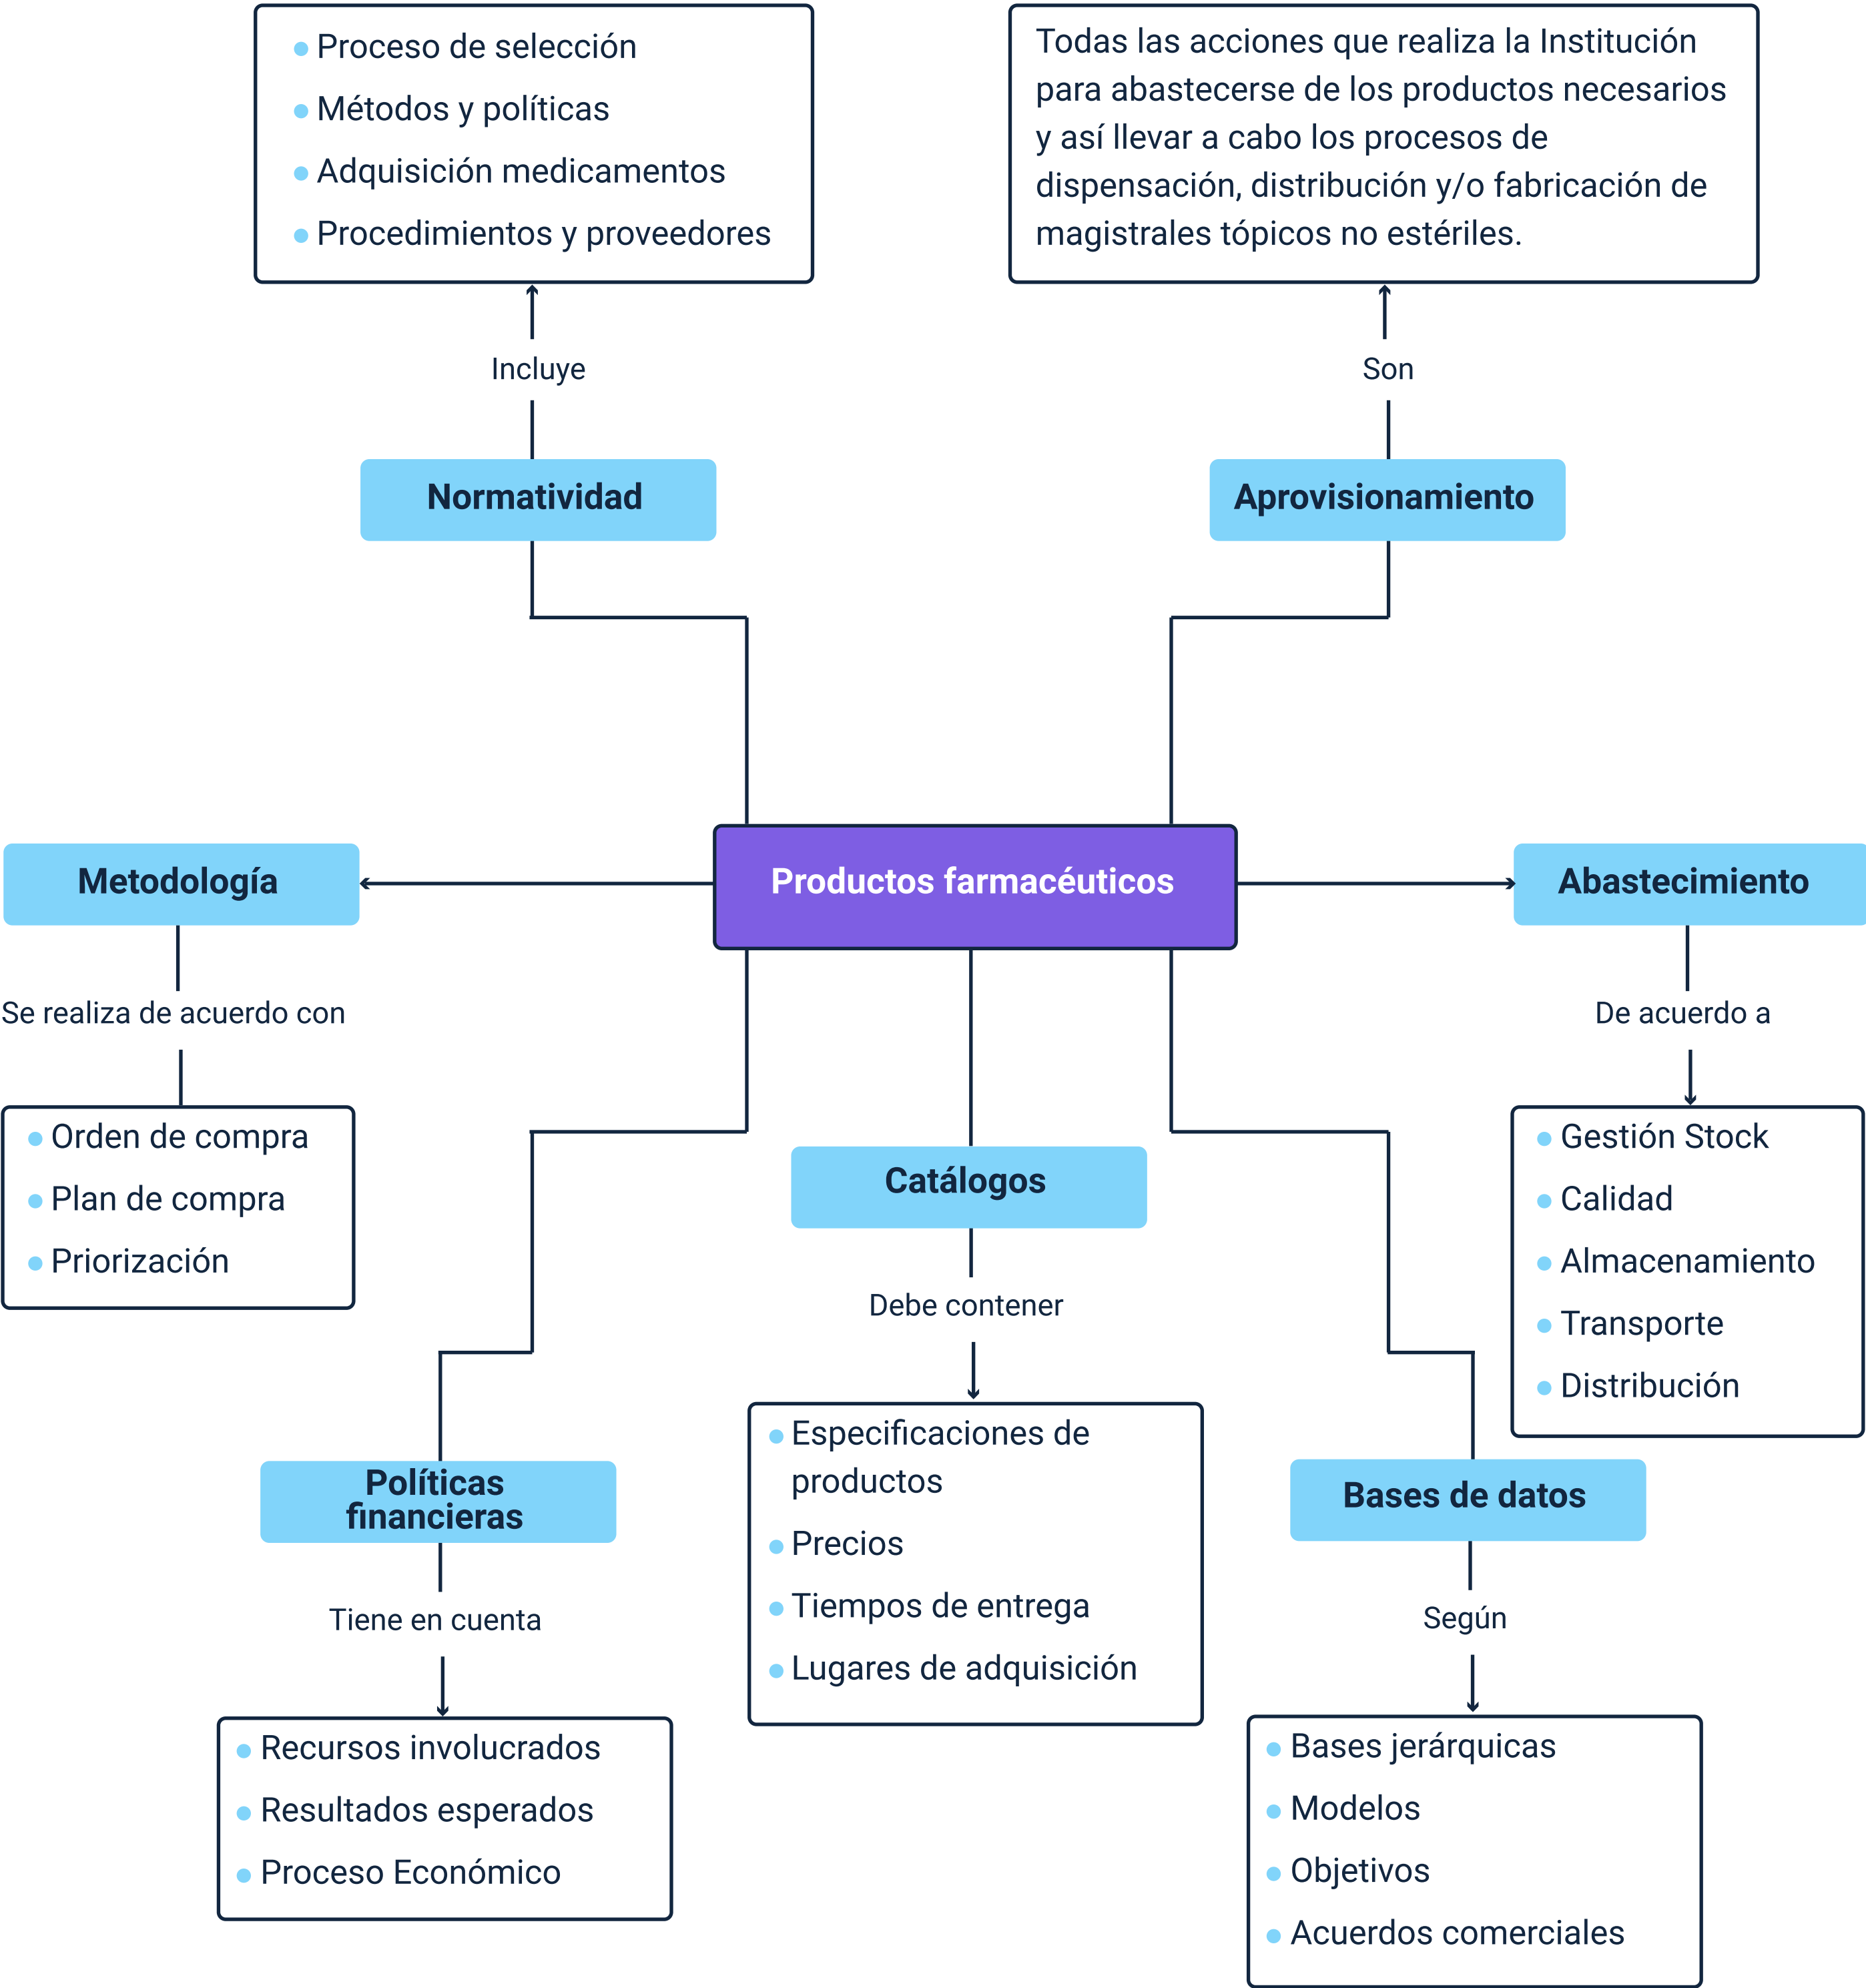 Proceso de selección
Métodos y políticas
Adquisición medicamentos
Procedimientos y proveedores
Todas las acciones que realiza la Institución
para abastecerse de los productos necesarios
y así llevar a cabo los procesos de
dispensación, distribución y/o fabricación de
magistrales tópicos no estériles.
Incluye
Son
Normatividad
Aprovisionamiento
Metodología
Productos farmacéuticos
Abastecimiento
Se realiza de acuerdo con
De acuerdo a
Orden de compra
Plan de compra
Priorización
Catálogos
Gestión Stock
Calidad
Almacenamiento
Transporte
Distribución
Debe contener
Especificaciones de
productos
Precios
Tiempos de entrega
Lugares de adquisición
Políticas
financieras
Bases de datos
Tiene en cuenta
Según
Recursos involucrados
Resultados esperados
Proceso Económico
Bases jerárquicas
Modelos
Objetivos
Acuerdos comerciales